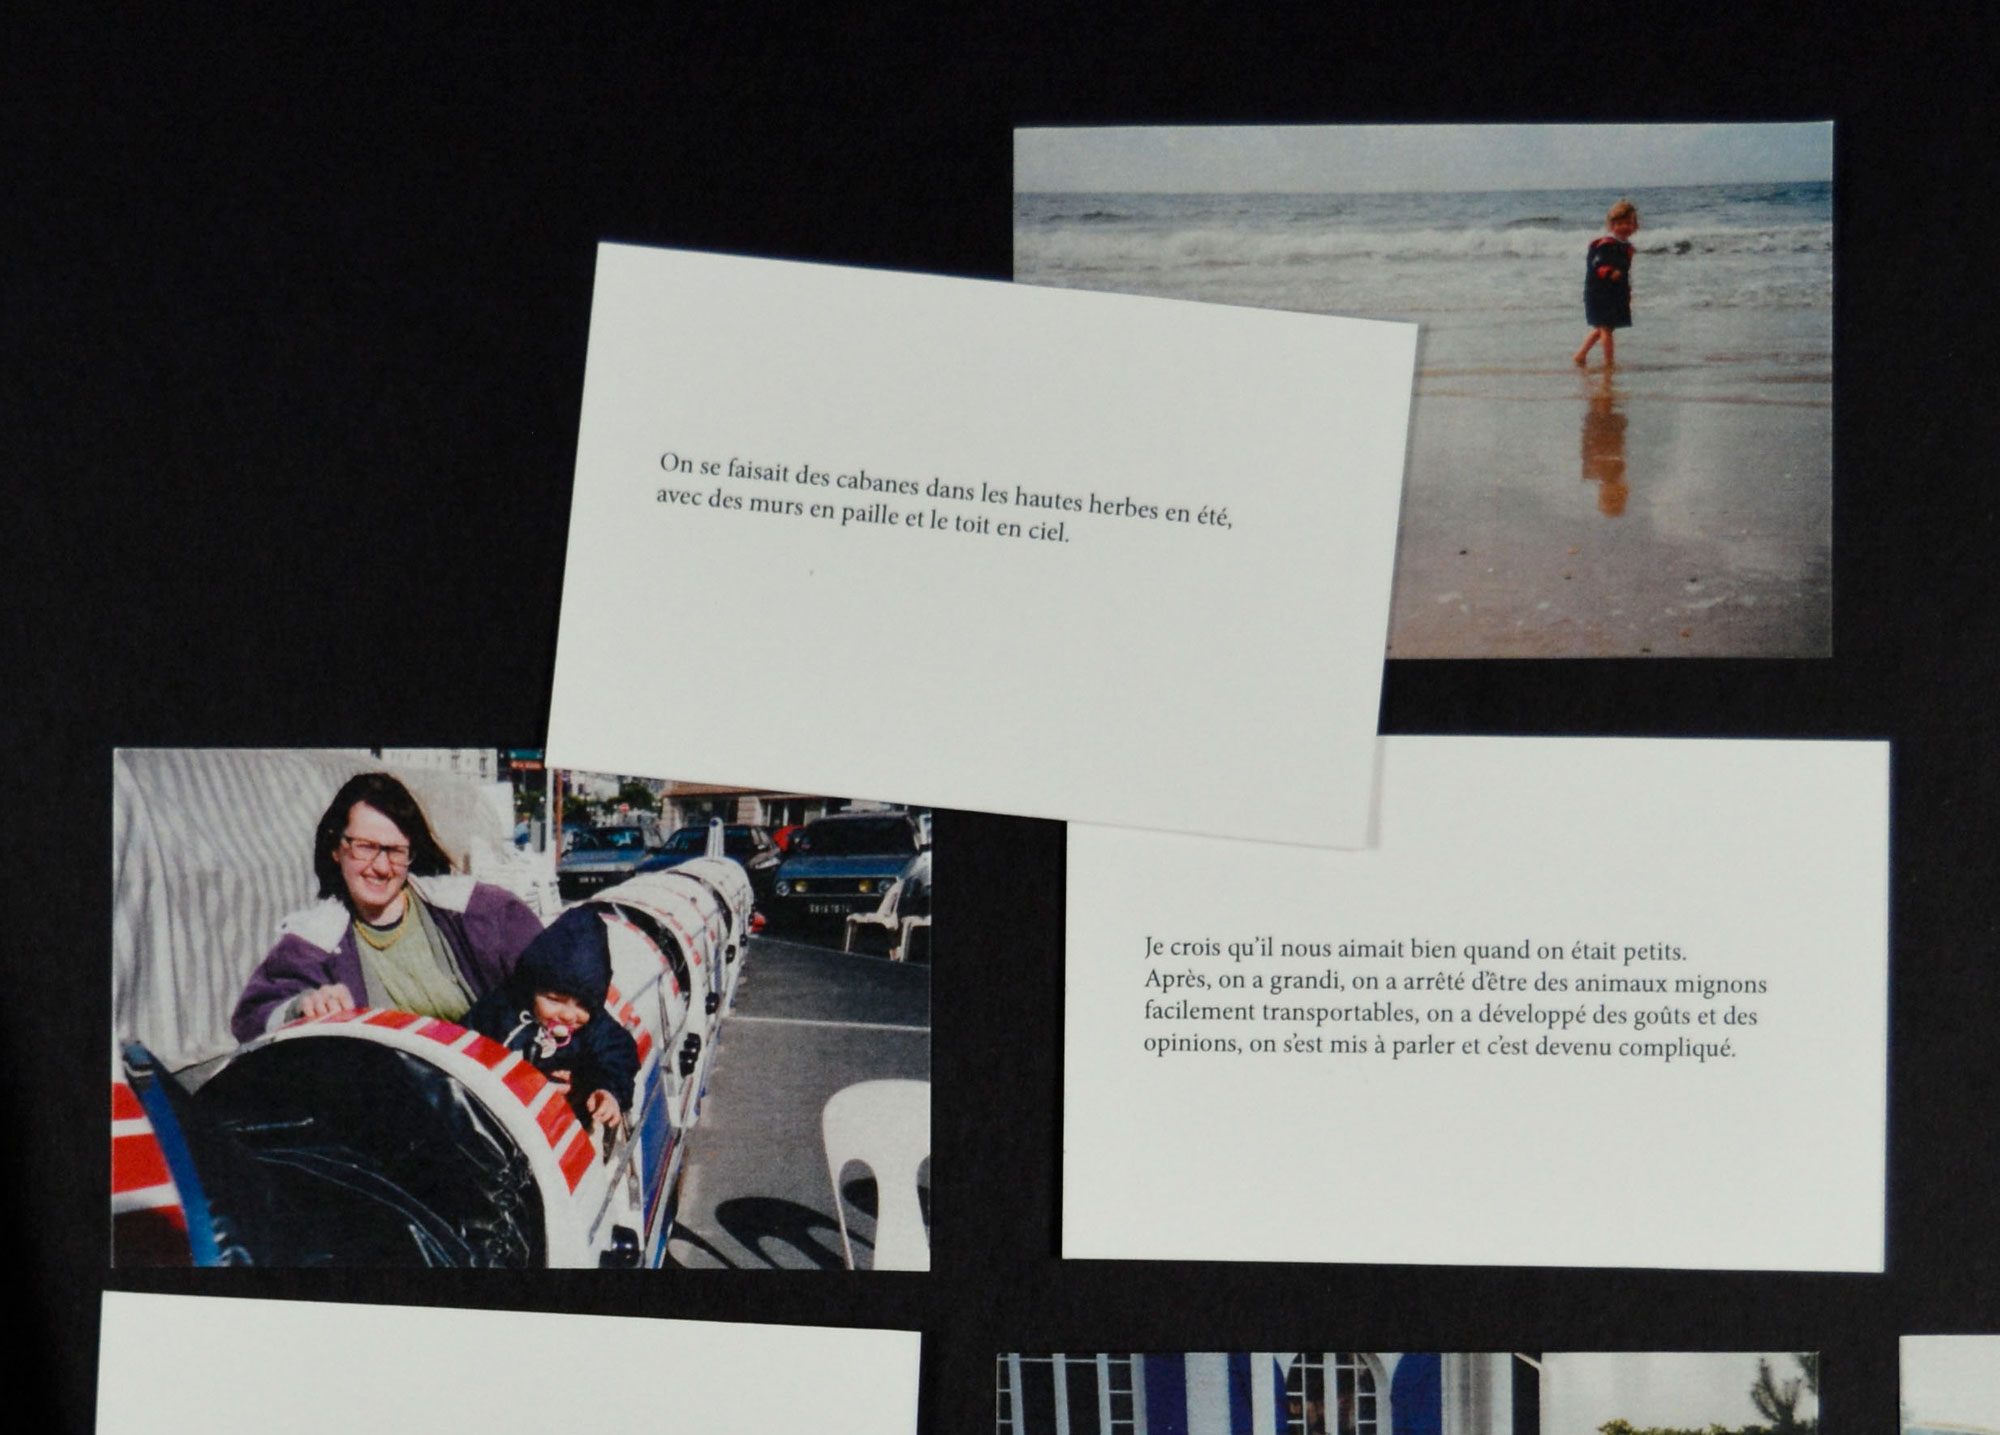 On se faisait des cabanes dans les hautes herbes en été,
avec des murs en paille et le toit en ciel.
Je crois qu'il nous aimait bien quand on était petits.
Après, on a grandi, on a arrêté d'être des animaux mignons
facilement transportables, on a développé des goûts et des
opinions, on s'est mis à parler et c'est devenu compliqué.